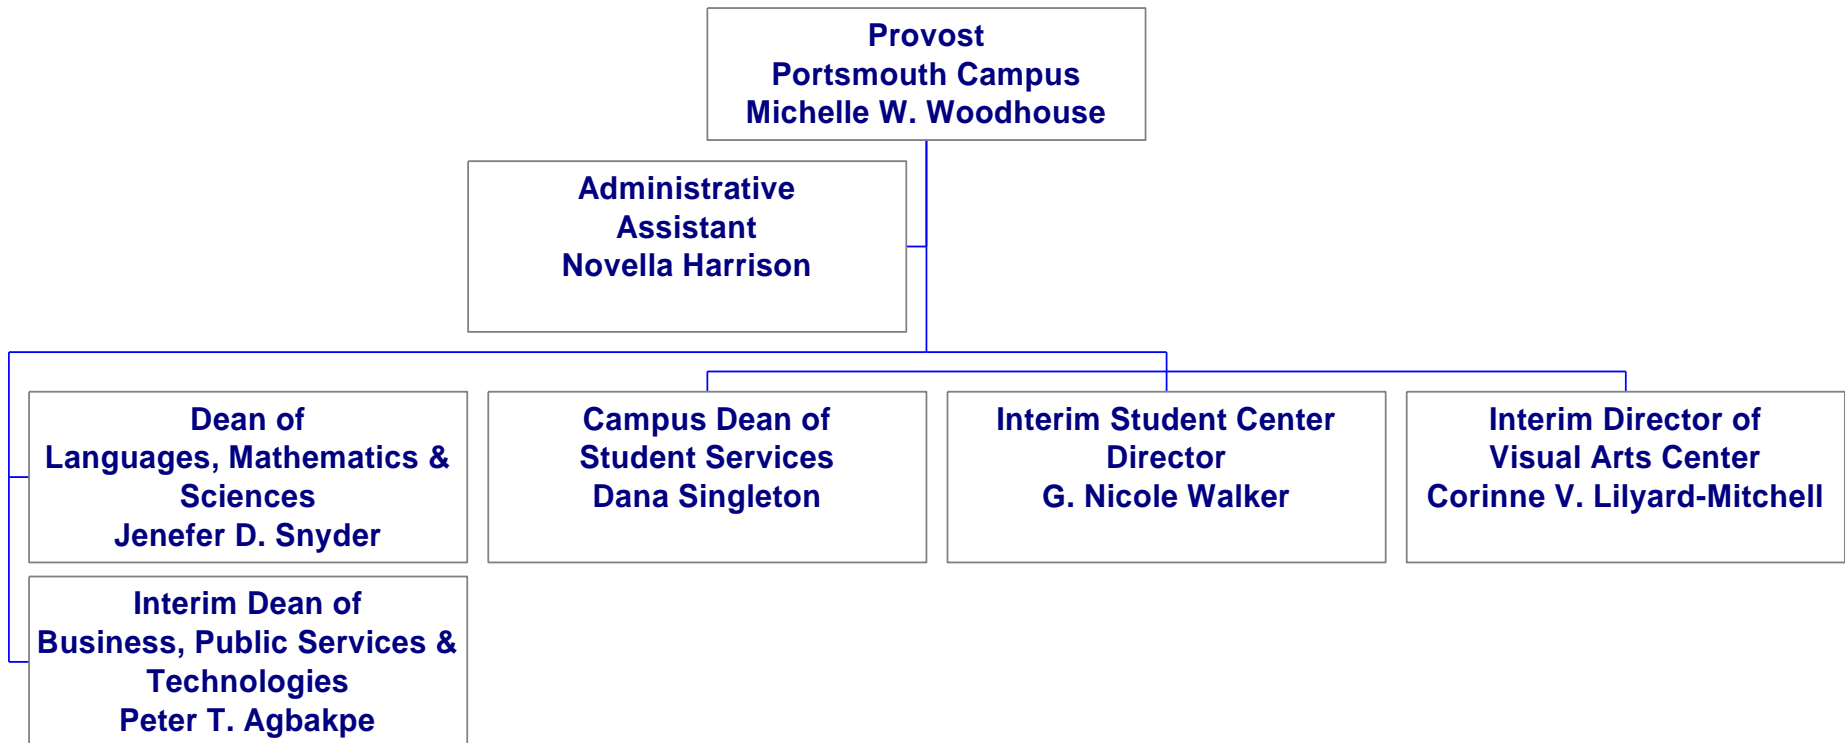 Provost
Portsmouth Campus
Michelle W. Woodhouse
Administrative
Assistant
Novella Harrison
Dean of
Languages, Mathematics &
Sciences
Jenefer D. Snyder
Campus Dean of
Student Services
Dana Singleton
Interim Student Center
Director
G. Nicole Walker
Interim Director of
Visual Arts Center
Corinne V. Lilyard-Mitchell
Interim Dean of
Business, Public Services &
Technologies
Peter T. Agbakpe